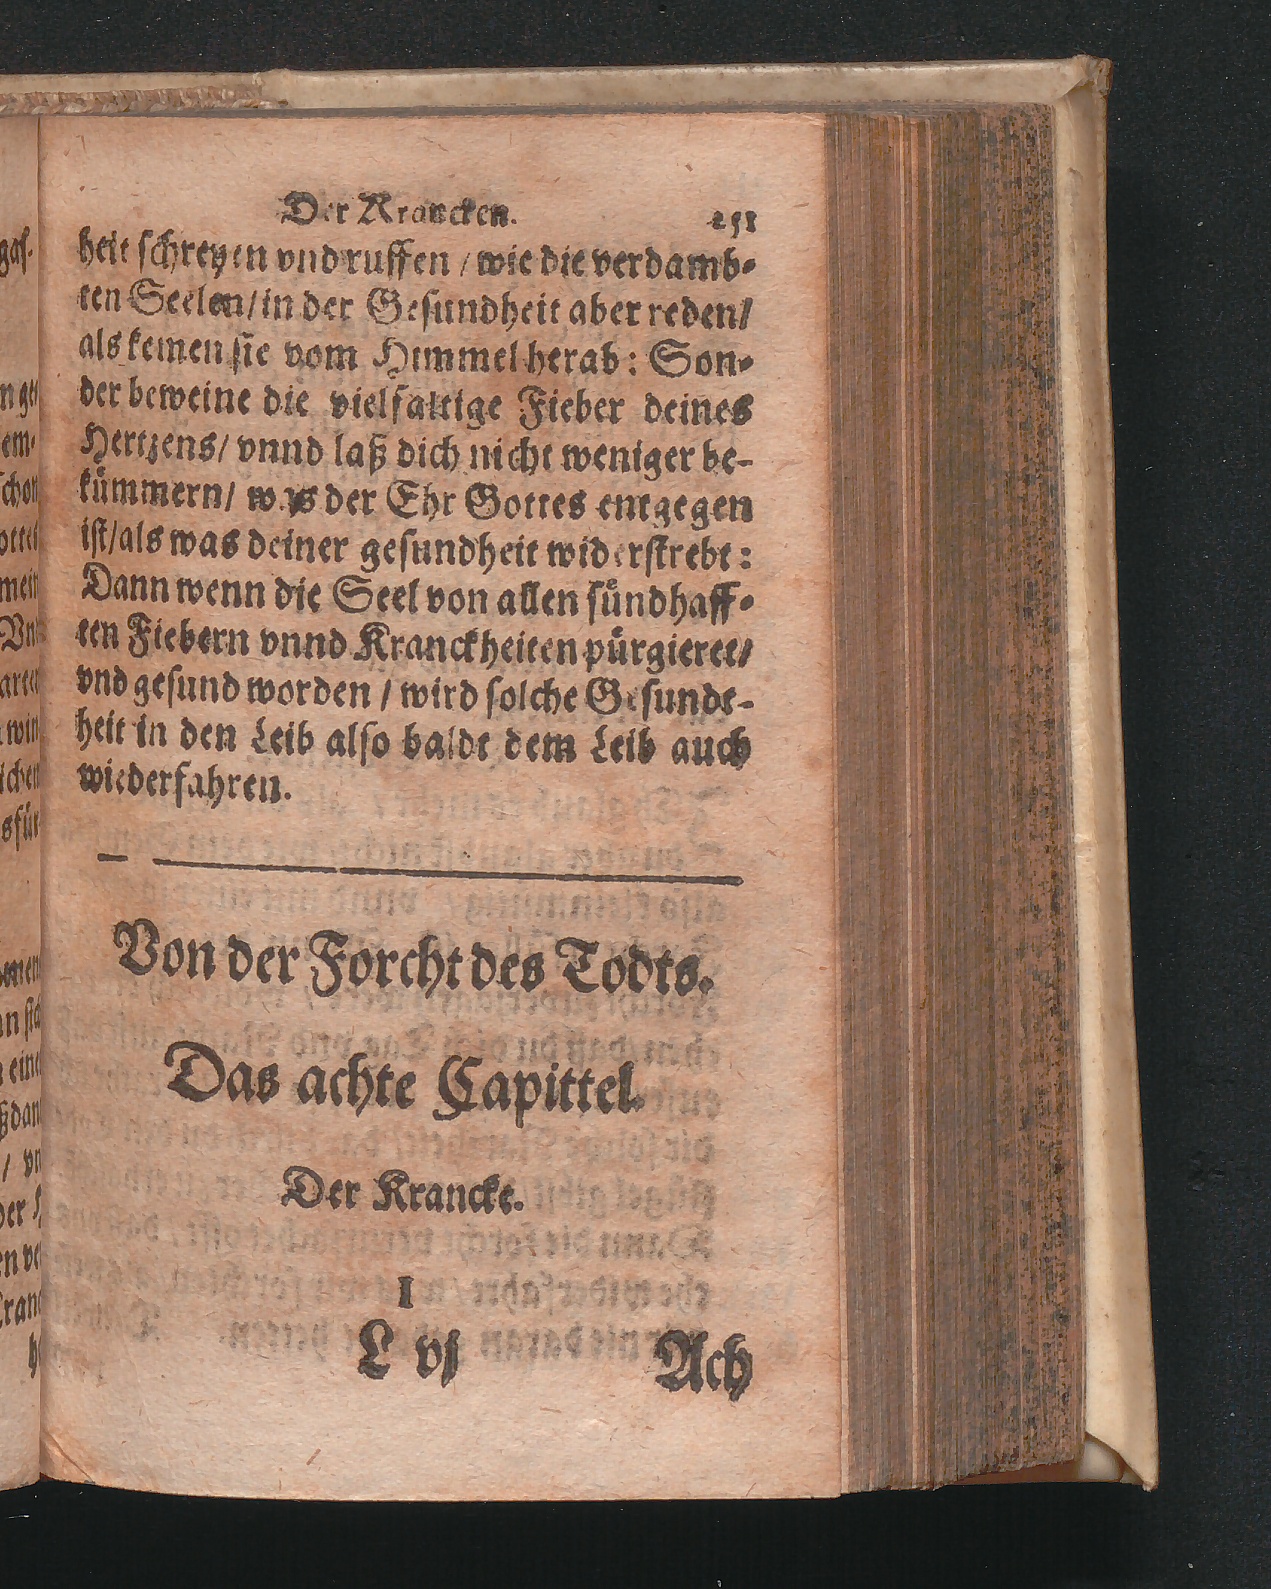 Der Krancken. 251
heit schreyen vnd ruffen / wie die verdamb⸗
ten Seelen / in der Gesundheit aber reden /
als kemen sie vom Himmel herab: Son⸗
der beweine die vielfaltige Fieber deines
Hertzens / vnnd laß dich nicht weniger be-
kümmern / was der Ehr Gottes entgegen
ist / als was deiner gesundheit widerstrebt:
Dann wenn die Seel von allen sündhaff⸗
ten Fiebern vnnd Kranckheiten pürgieret /
vnd gesund worden / wird solche Gesundt-
heit in den Leib also baldt dem Leib auch
wiederfahren.
Von der Forcht des Todts.
Das achte Capittel.
Der Krancke.
I
L vj Ach